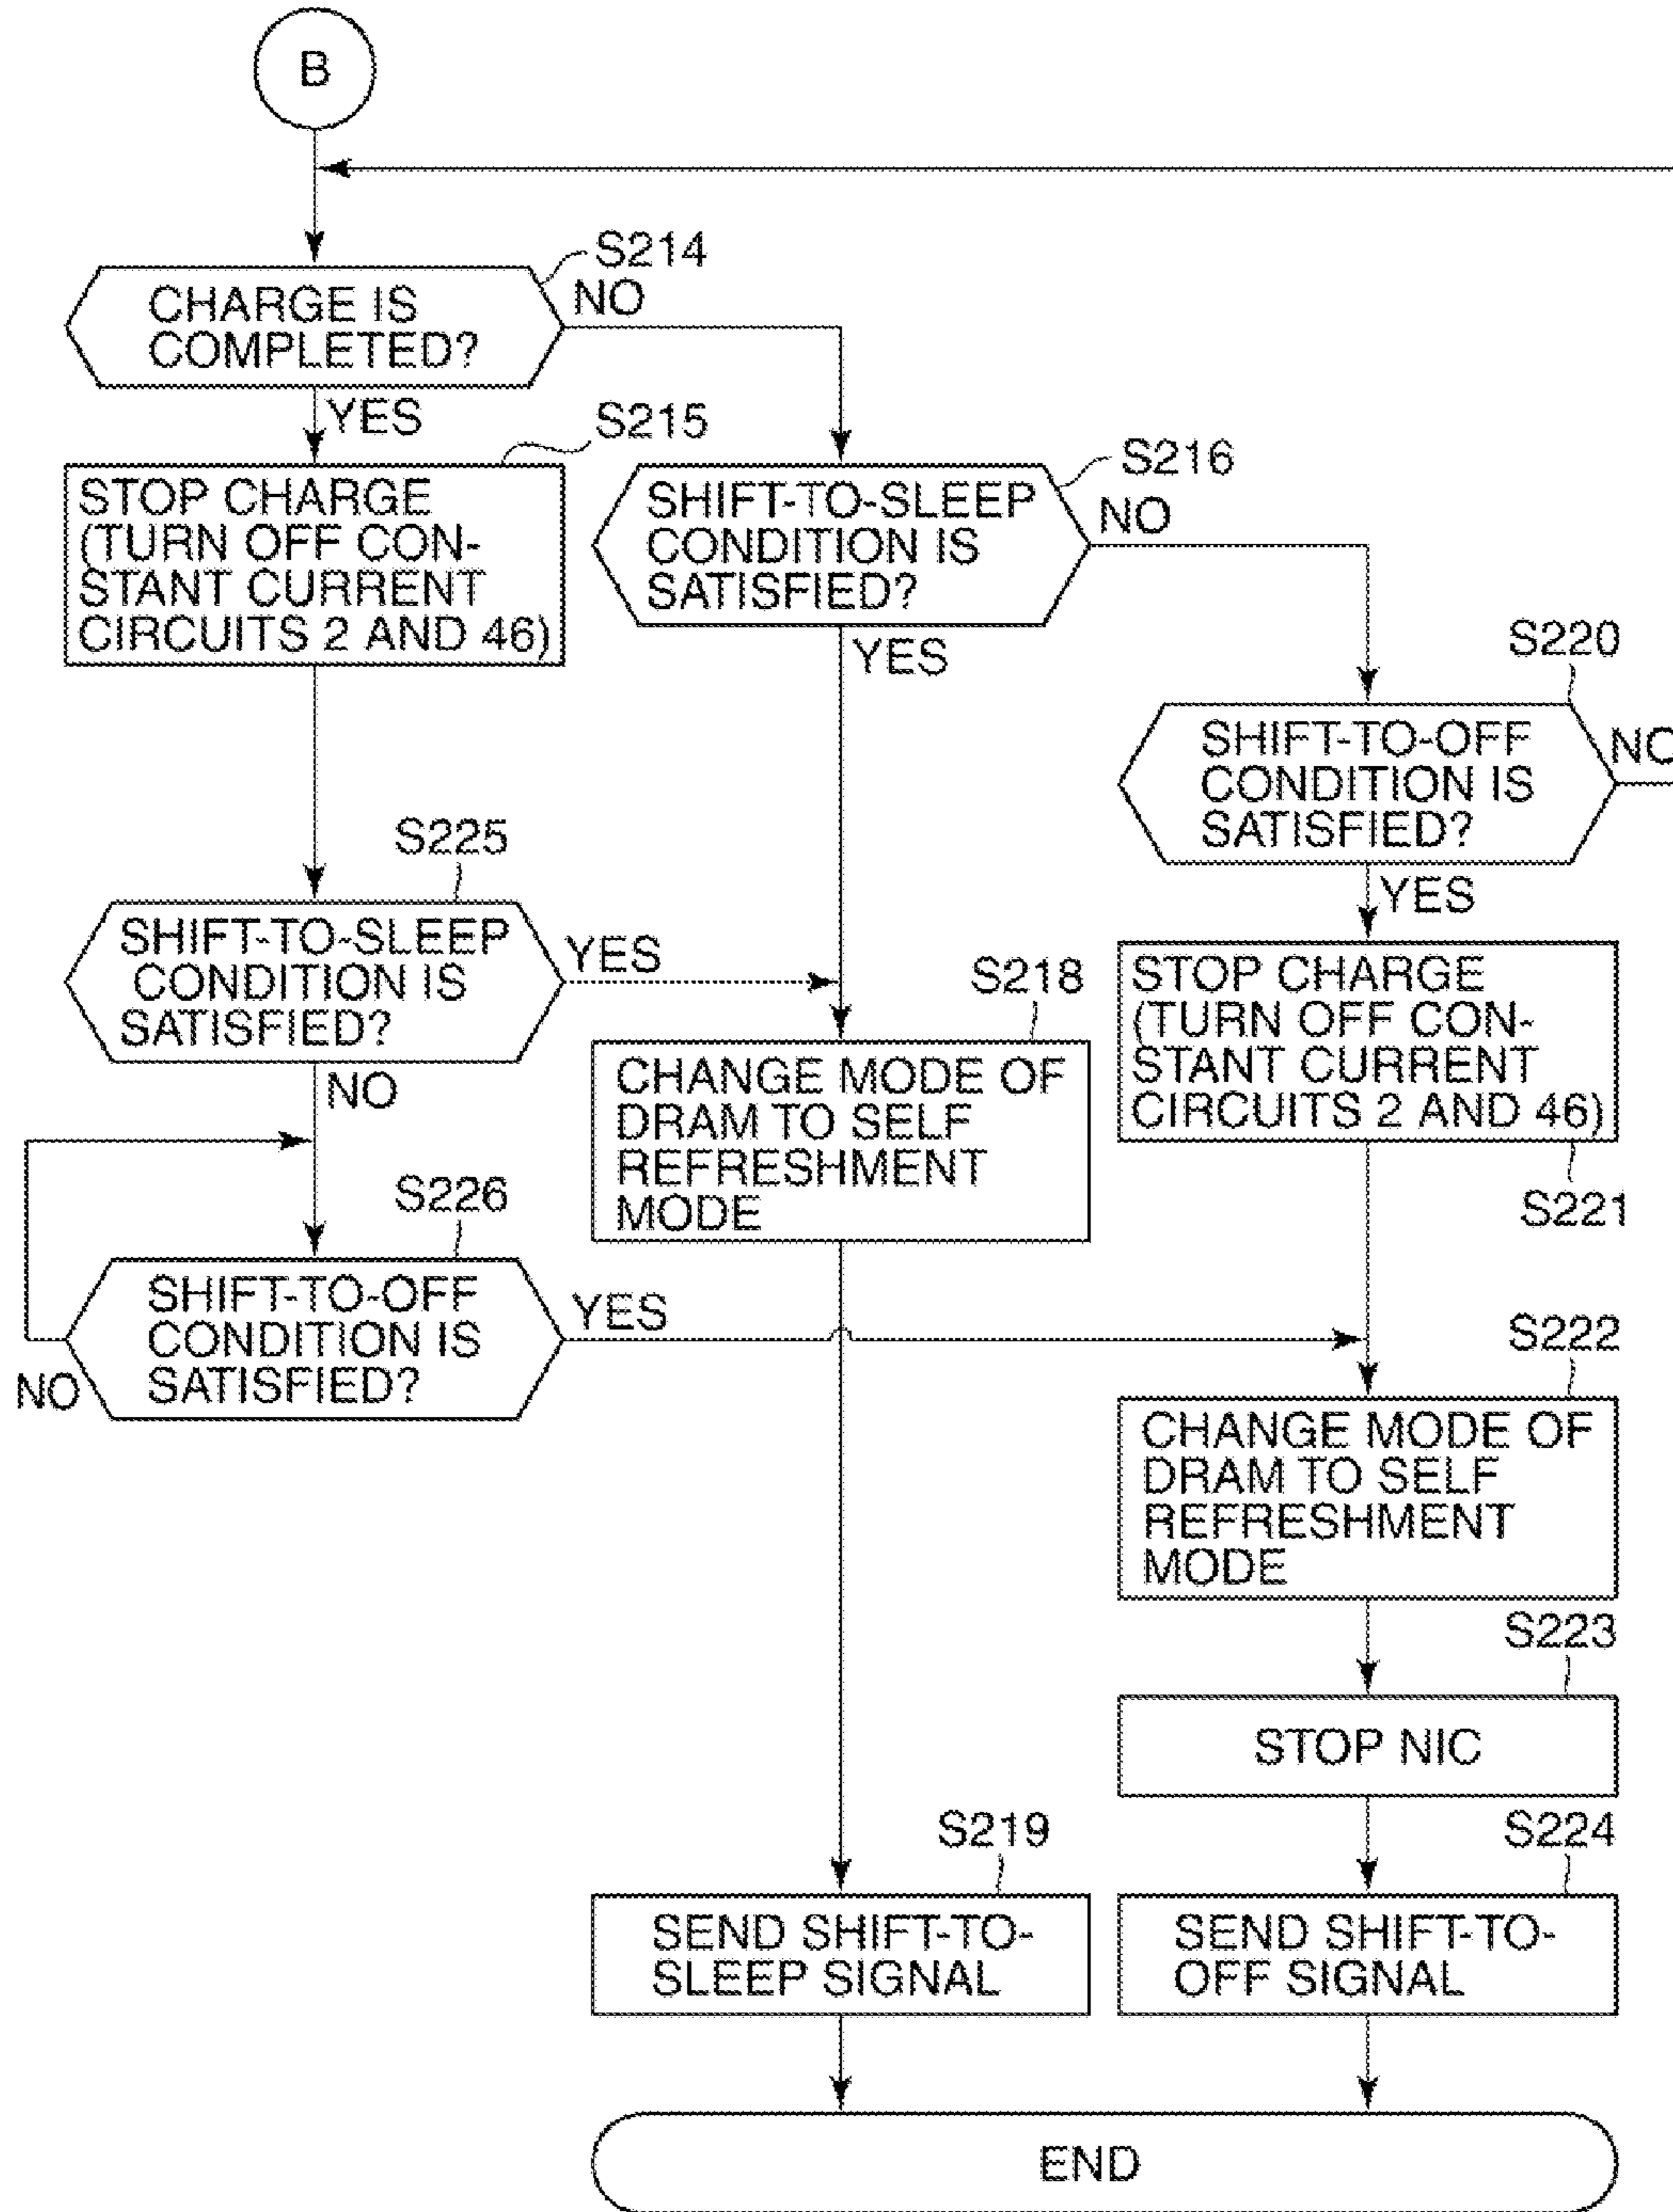 B
S214
CHARGE IS
COMPLETED?
NO
YES
S215
STOP CHARGE
(TURN OFF CON-
STANT CURRENT
CIRCUITS 2 AND 46)
S216
SHIFT-TO-SLEEP
CONDITION IS
SATISFIED?
NO
YES
S220
SHIFT-TO-OFF
CONDITION IS
SATISFIED?
NO
YES
S225
SHIFT-TO-SLEEP
CONDITION IS
SATISFIED?
YES
NO
S218
CHANGE MODE OF
DRAM TO SELF
REFRESHMENT
MODE
STOP CHARGE
(TURN OFF CON-
STANT CURRENT
CIRCUITS 2 AND 46)
S221
S226
SHIFT-TO-OFF
CONDITION IS
SATISFIED?
YES
NO
S222
CHANGE MODE OF
DRAM TO SELF
REFRESHMENT
MODE
S223
STOP NIC
S219
SEND SHIFT-TO-
SLEEP SIGNAL
S224
SEND SHIFT-TO-
OFF SIGNAL
END